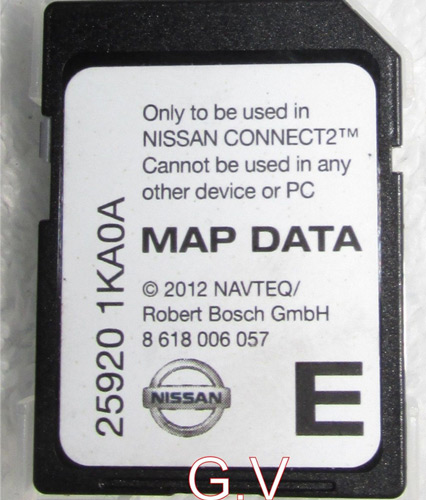 Only to be used in
NISSAN CONNECT2™
Cannot be used in any
other device or PC
MAP DATA
© 2012 NAVTEQ/
Robert Bosch GmbH
8 618 006 057
25920 1KA0A
NISSAN
E
G.V